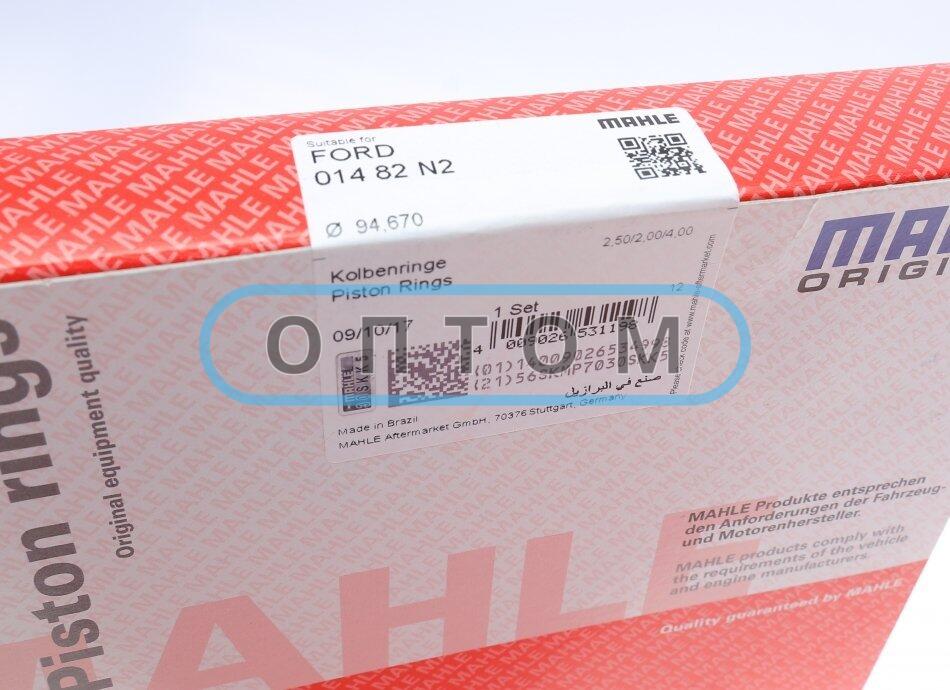 Suitable for
FORD
014 82 N2
MAHLE
Ø 94,670
2,50/2,00/4,00
Kolbenringe
Piston Rings
12
1 Set
09/10/17
ОПТОМ
صنع في البرازيل
Made in Brazil
MAHLE Aftermarket GmbH, 70376 Stuttgart, Germany
Piston rings
Original equipment quality
MAHLE Produkte entsprechen
den Anforderungen der Fahrzeug-
und Motorenhersteller.
MAHLE products comply with
the requirements of the vehicle
and engine manufacturers.
Quality guaranteed by MAHLE
MAHLE